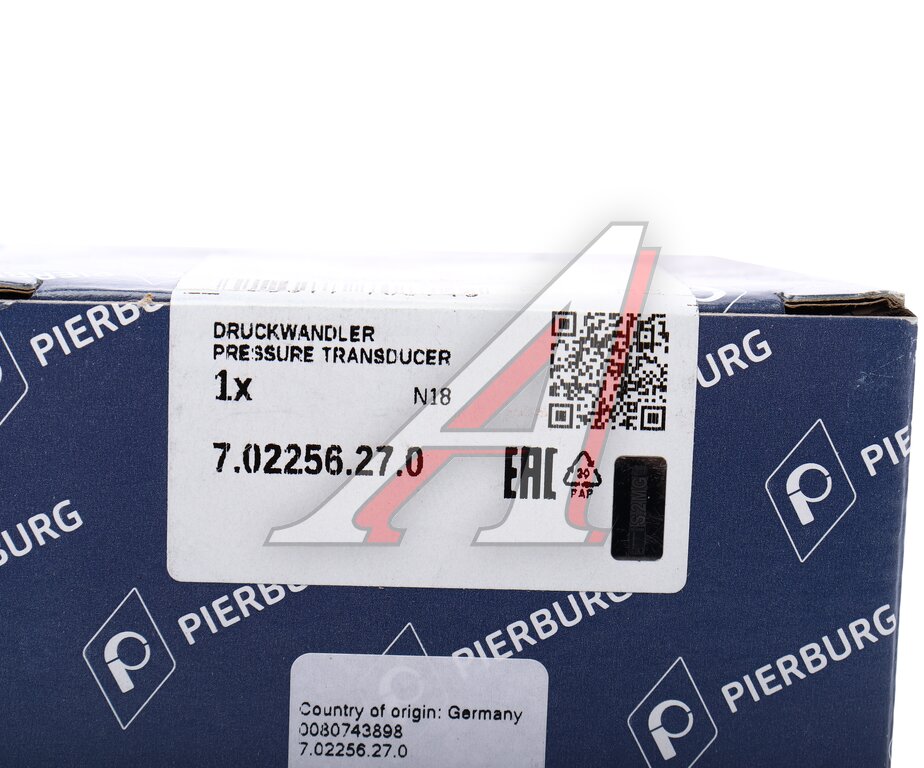 DRUCKWANDLER
PRESSURE TRANSDUCER
1x N18
7.02256.27.0
EAC
20
PAP
PIERBURG
PIERBURG
PIERBURG
PIERBURG
PIERBURG
Country of origin: Germany
0080743898
7.02256.27.0